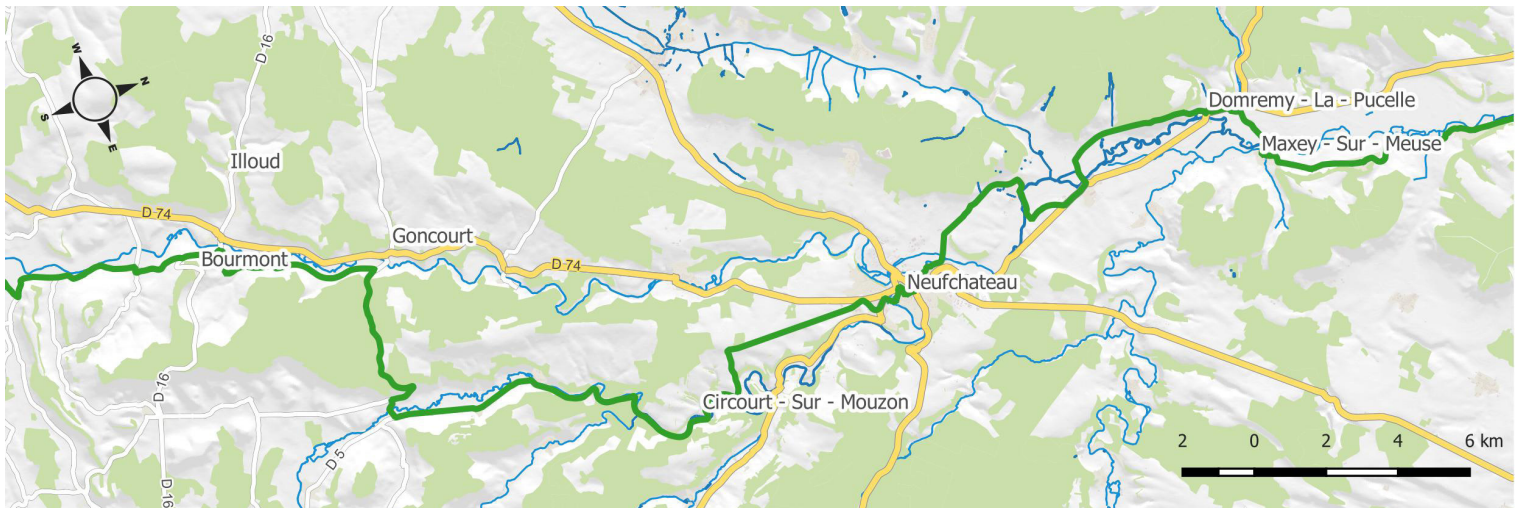 D 16
W
N
S
E
Domremy - La - Pucelle
Maxey - Sur - Meuse
Illoud
D 74
Goncourt
Bourmont
D 74
Neufchateau
D 16
Circourt - Sur - Mouzon
D 5
D 16
2 0 2 4 6 km